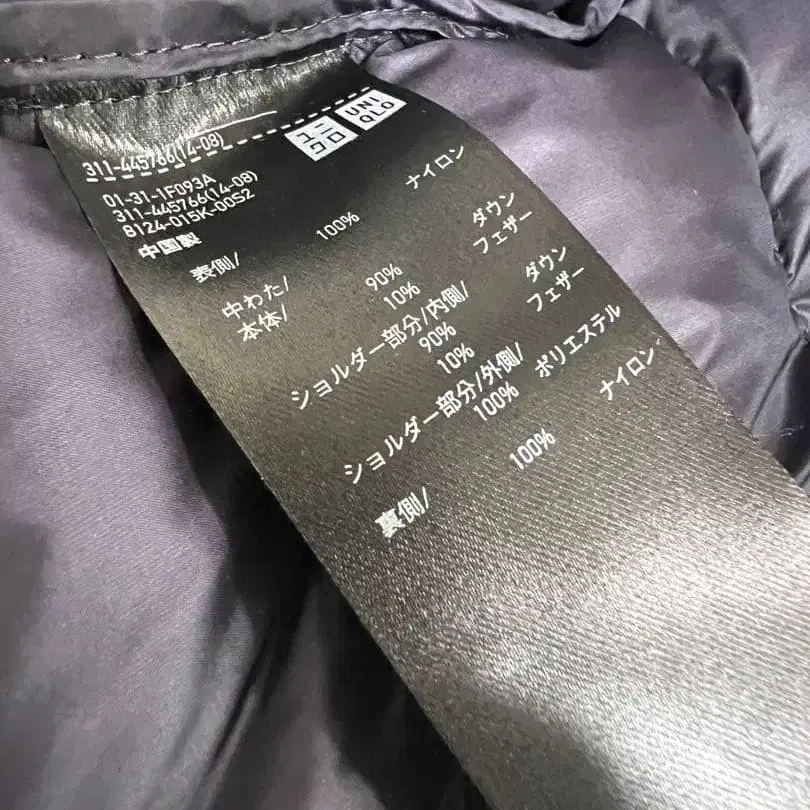 ユニ
クロ
UNI
QLO
311-445766(14-08)
01-31-1F093A
311-445766(14-08)
8124-015K-00S2
中国製
表側/ 100% ナイロン
中わた/
本体/ 90% ダウン
10% フェザー
ショルダー部分/内側/
90% ダウン
10% フェザー
ショルダー部分/外側/
100% ポリエステル
裏側/ 100% ナイロン